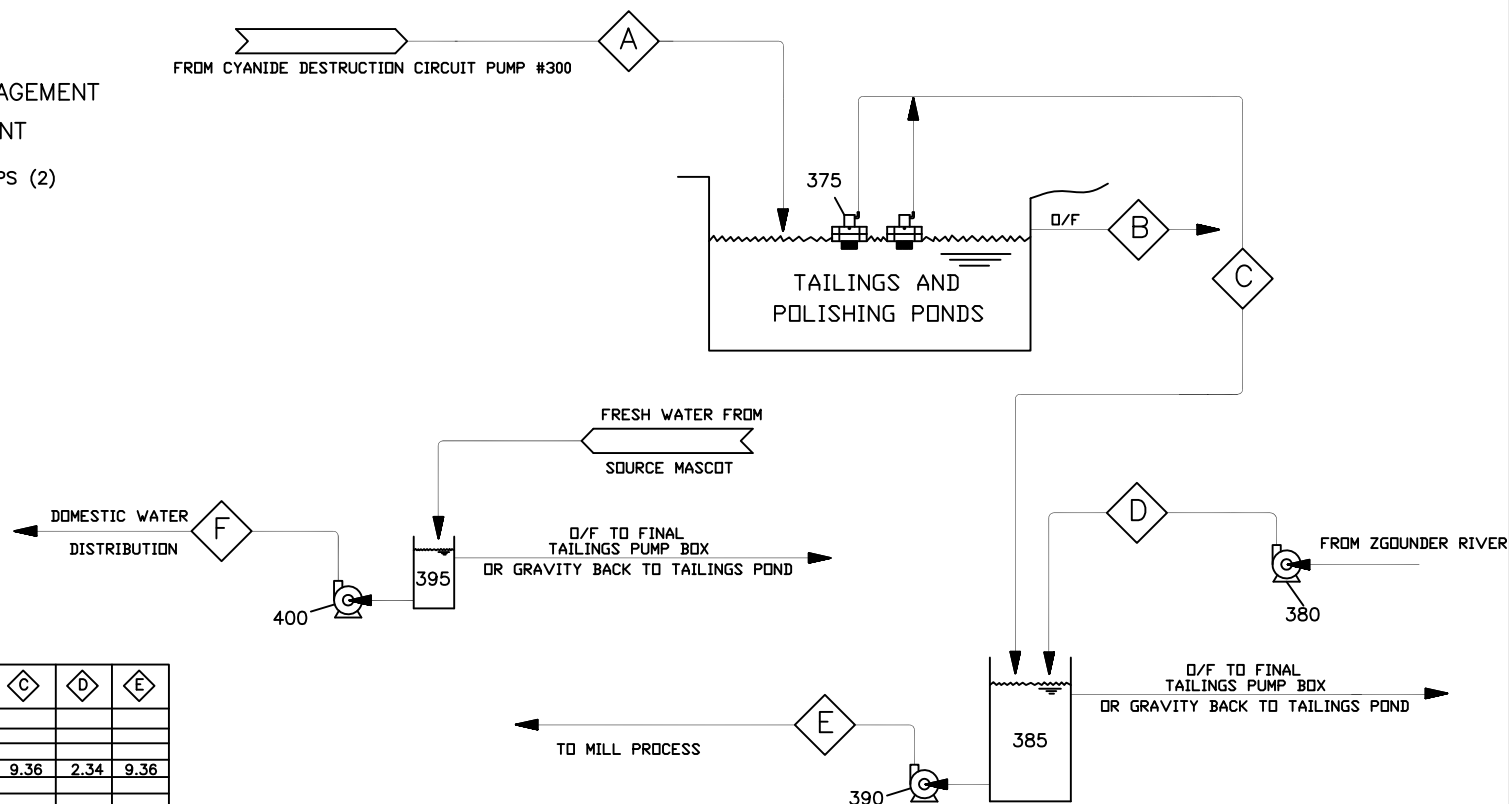 A
FROM CYANIDE DESTRUCTION CIRCUIT PUMP #300
AGEMENT
NT
PS (2)
375
O/F
B
C
TAILINGS AND
POLISHING PONDS
FRESH WATER FROM
SOURCE MASCOT
DOMESTIC WATER
DISTRIBUTION
F
O/F TO FINAL
TAILINGS PUMP BOX
OR GRAVITY BACK TO TAILINGS POND
395
400
D
FROM ZGOUNDER RIVER
380
O/F TO FINAL
TAILINGS PUMP BOX
OR GRAVITY BACK TO TAILINGS POND
385
E
TO MILL PROCESS
390
C D E
9.36 2.34 9.36